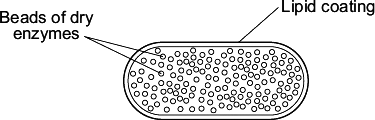 Lipid coating
Beads of dry
enzymes